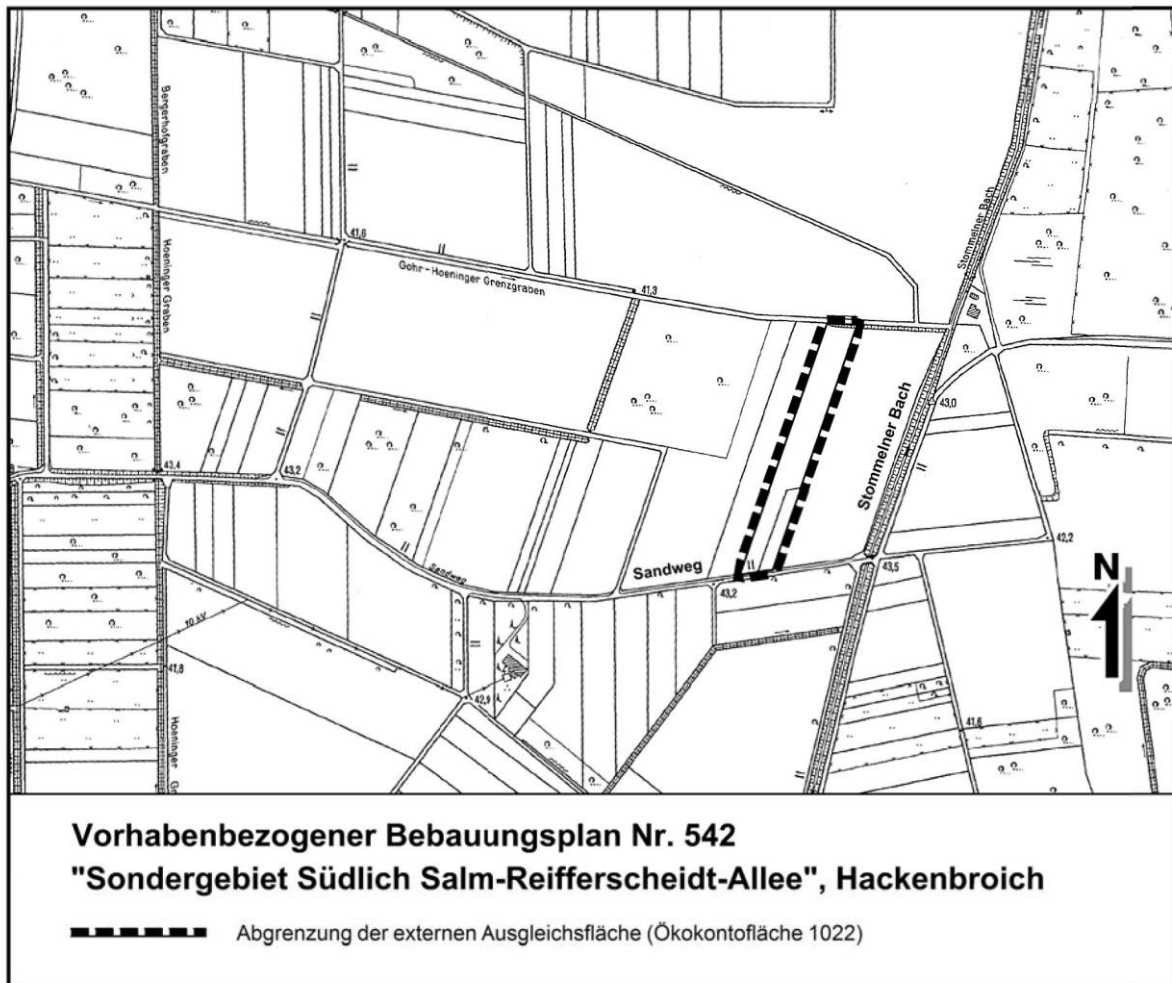 Bergerhofgraben
Stommelner Bach
41,6
Gohr-Hoeninger Grenzgraben
41,3
Hoeninger Graben
Stommelner Bach
43,0
43,4
43,2
Sandweg
Sandweg
43,2
43,5
42,2
N
10 kV
41,8
42,9
41,6
Hoeninger
Vorhabenbezogener Bebauungsplan Nr. 542
"Sondergebiet Südlich Salm-Reifferscheidt-Allee", Hackenbroich
Abgrenzung der externen Ausgleichsfläche (Ökokontofläche 1022)